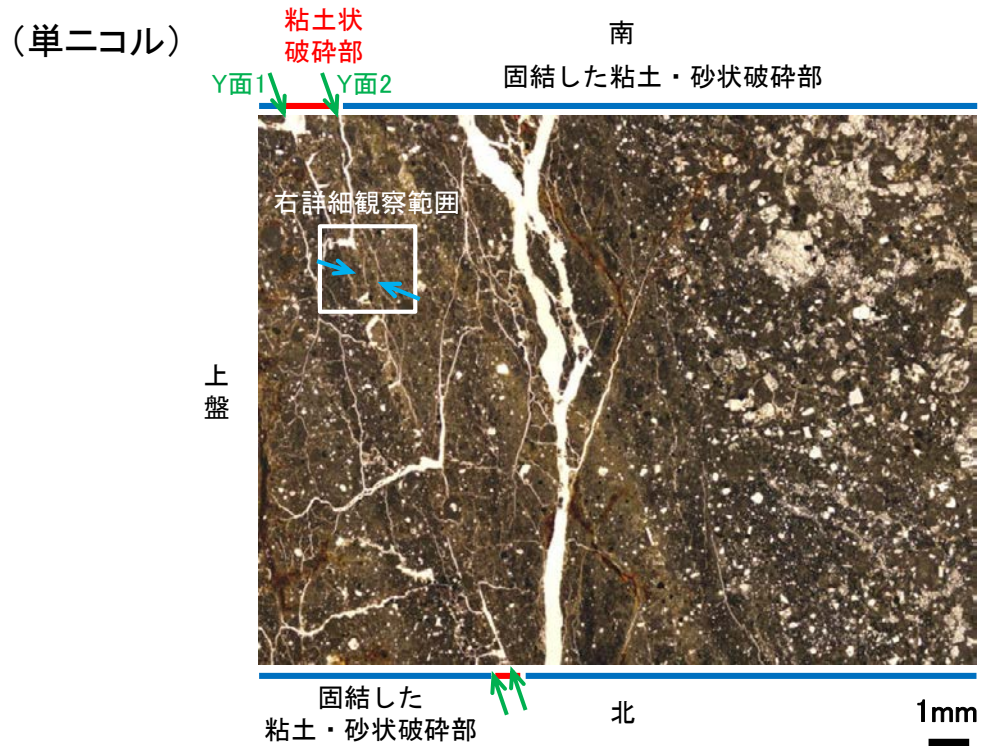 (単ニコル)
粘土状
破砕部
Y面1
Y面2
南
固結した粘土・砂状破砕部
右詳細観察範囲
上
盤
固結した
粘土・砂状破砕部
北
1mm